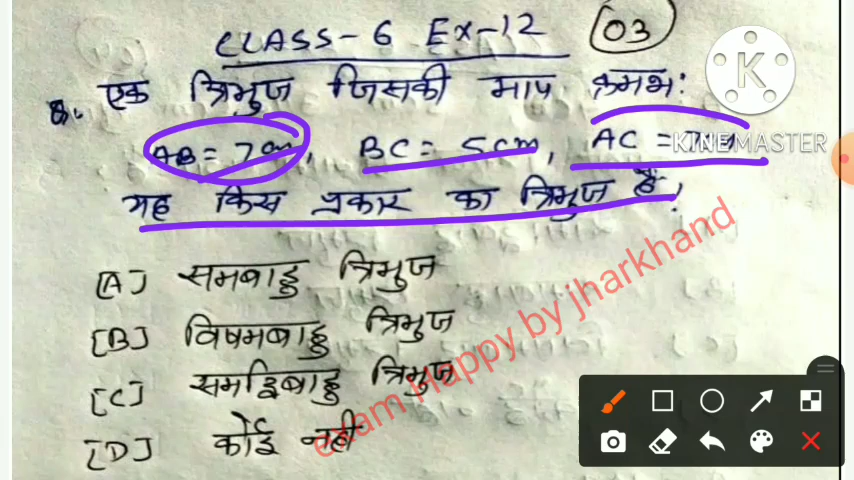 CLASS-6 EX-12 03
Q. एक त्रिभुज जिसकी माप क्रमशः
AB = 7cm, BC = 5cm, AC = 7cm
यह किस प्रकार का त्रिभुज है।
[A] समबाहु त्रिभुज
[B] विषमबाहु त्रिभुज
[C] समद्विबाहु त्रिभुज
[D] कोई नही
K
KINEMASTER
exam Happy by jharkhand